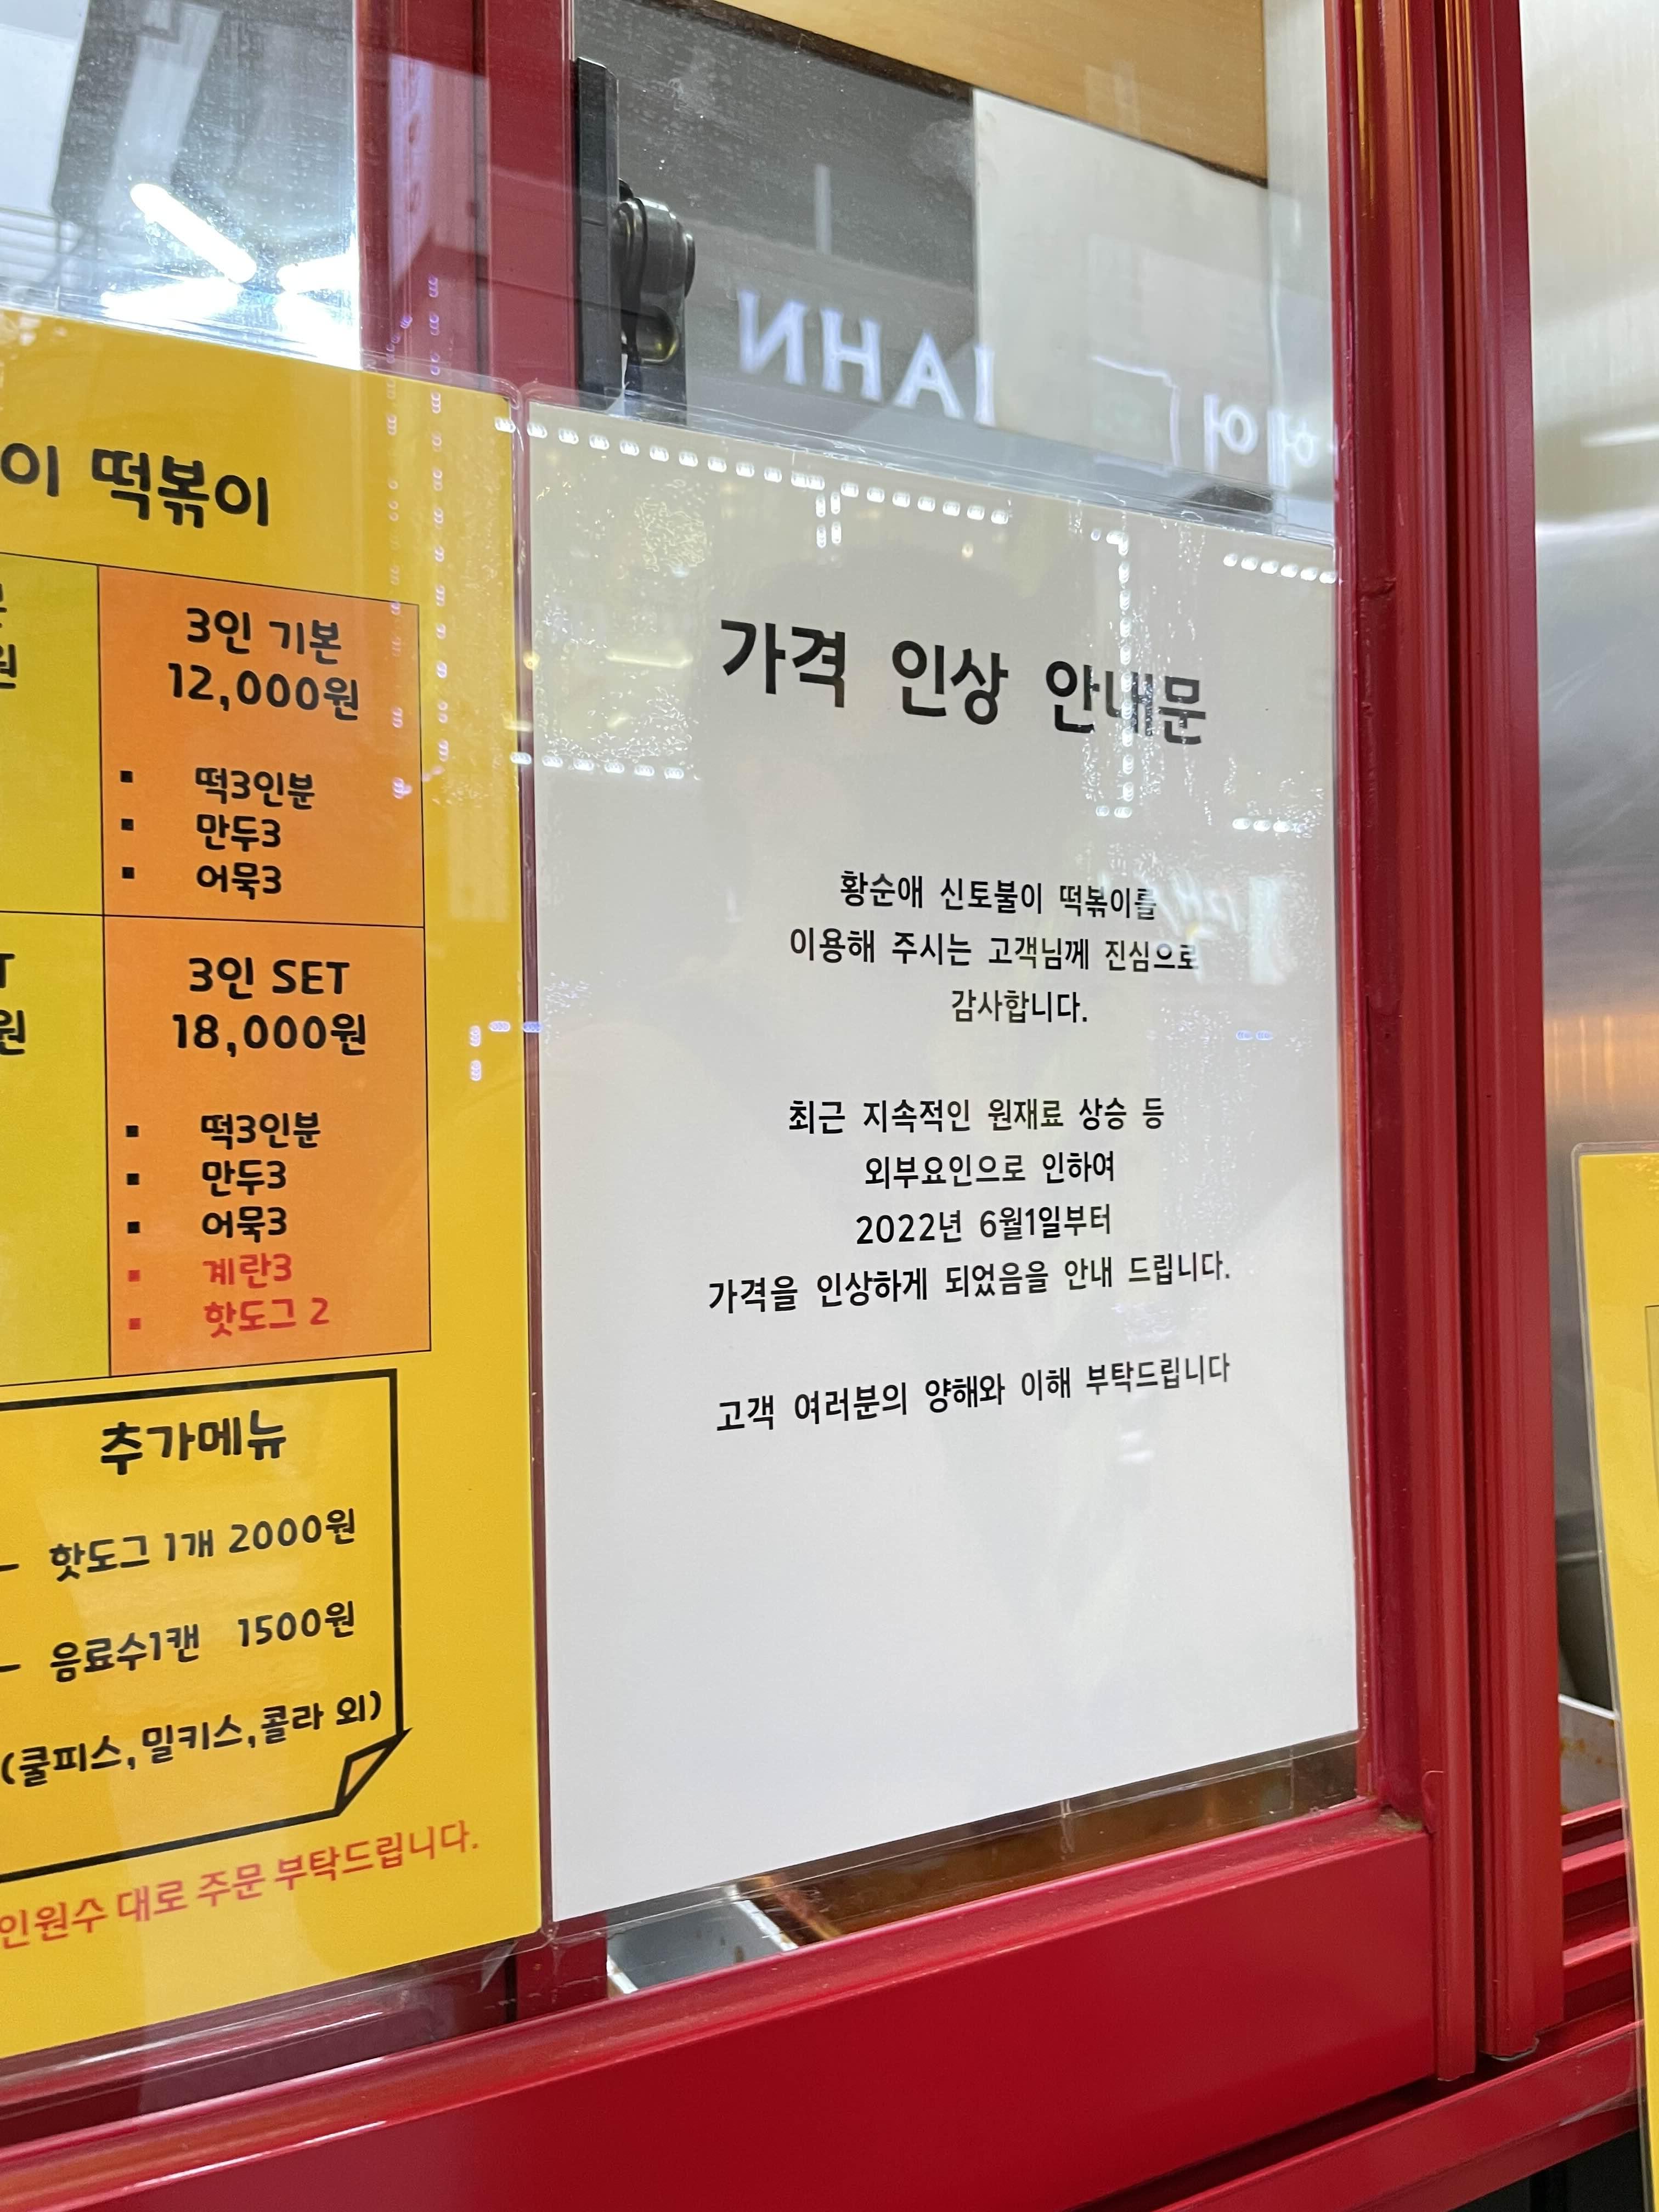 이 떡볶이
원
3인 기본
12,000원
▪ 떡3인분
▪ 만두3
▪ 어묵3
T
원
3인 SET
18,000원
▪ 떡3인분
▪ 만두3
▪ 어묵3
▪ 계란3
▪ 핫도그 2
추가메뉴
- 핫도그 1개 2000원
- 음료수1캔 1500원
(쿨피스,밀키스,콜라 외)
인원수 대로 주문 부탁드립니다.
IAHN
헤어
가격 인상 안내문
황순애 신토불이 떡볶이를
이용해 주시는 고객님께 진심으로
감사합니다.
최근 지속적인 원재료 상승 등
외부요인으로 인하여
2022년 6월1일부터
가격을 인상하게 되었음을 안내 드립니다.
고객 여러분의 양해와 이해 부탁드립니다